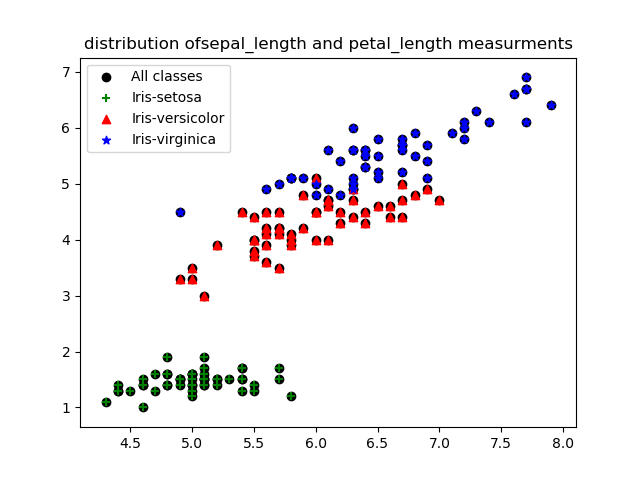 distribution ofsepal_length and petal_length measurments
All classes
Iris-setosa
Iris-versicolor
Iris-virginica
7
6
5
4
3
2
1
4.5 5.0 5.5 6.0 6.5 7.0 7.5 8.0